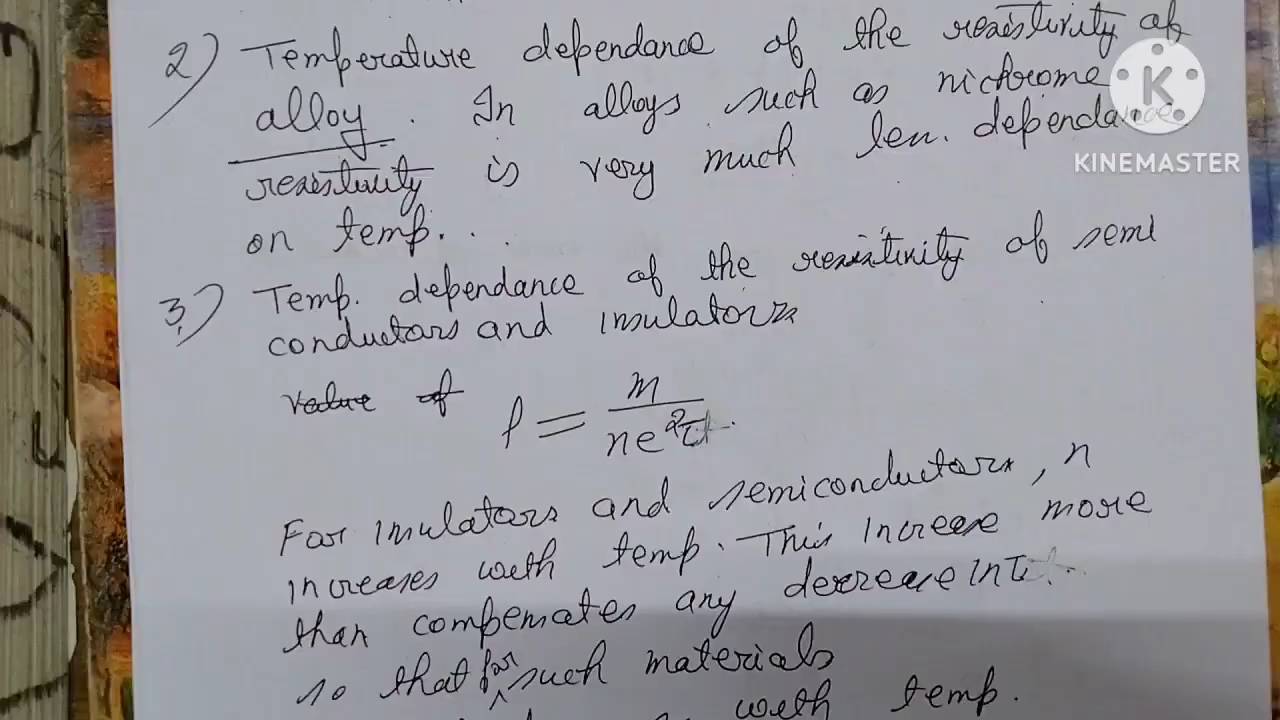 2) Temperature dependance of the resistivity of
alloy. In alloys such as nichrome
resistivity is very much less. dependance
on temp. . .
3.) Temp. dependance of the resistivity of semi
conductors and insulators
value of ρ = m / ne²τ
For insulators and semiconductors, n
increases with temp. This increase more
than compensates any decrease in τ
so that for such materials
with temp.
K
KINEMASTER